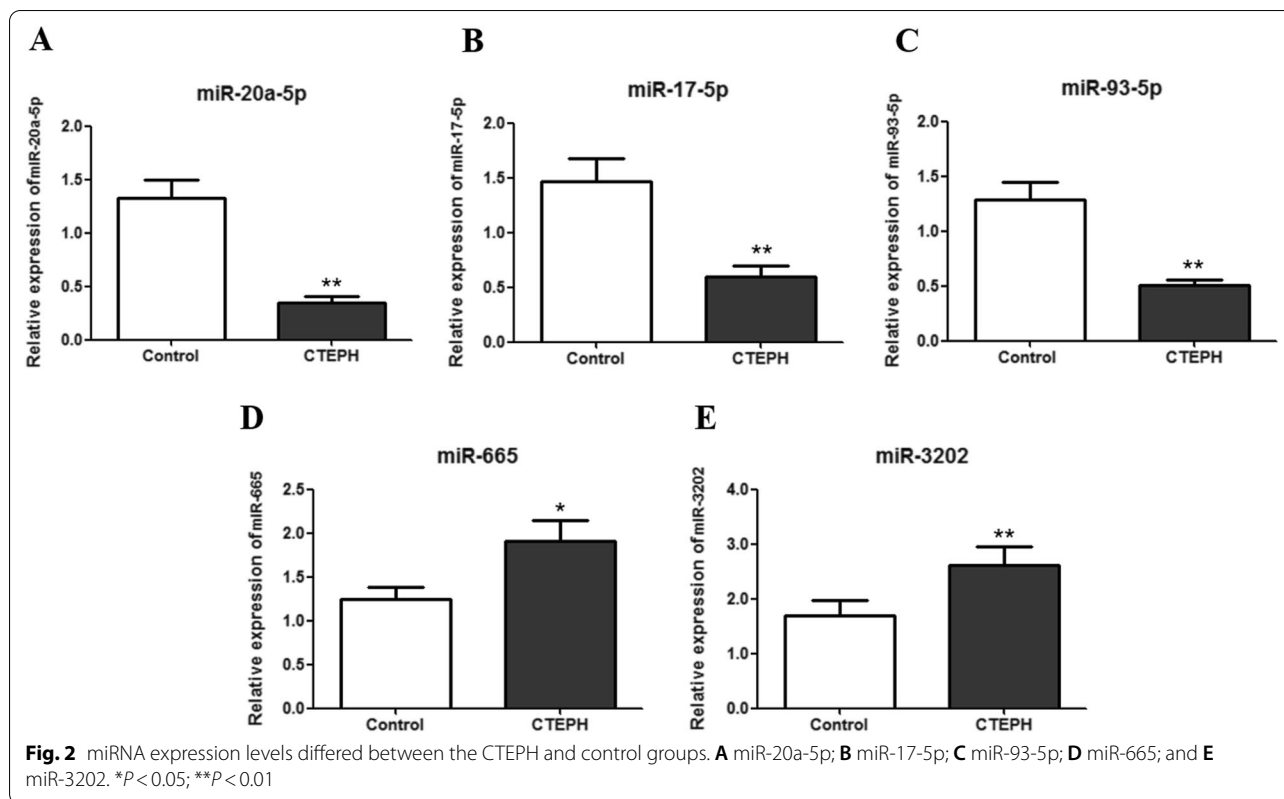 A
miR-20a-5p
Relative expression of miR-20a-5p
2.0
1.5
1.0
0.5
0.0
**
Control
CTEPH
B
miR-17-5p
Relative expression of miR-17-5p
2.0
1.5
1.0
0.5
0.0
**
Control
CTEPH
C
miR-93-5p
Relative expression of miR-93-5p
2.0
1.5
1.0
0.5
0.0
**
Control
CTEPH
D
miR-665
Relative expression of miR-665
2.5
2.0
1.5
1.0
0.5
0.0
*
Control
CTEPH
E
miR-3202
Relative expression of miR-3202
4.0
3.0
2.0
1.0
0.0
**
Control
CTEPH
Fig. 2 miRNA expression levels differed between the CTEPH and control groups. A miR-20a-5p; B miR-17-5p; C miR-93-5p; D miR-665; and E
miR-3202. *P < 0.05; **P < 0.01